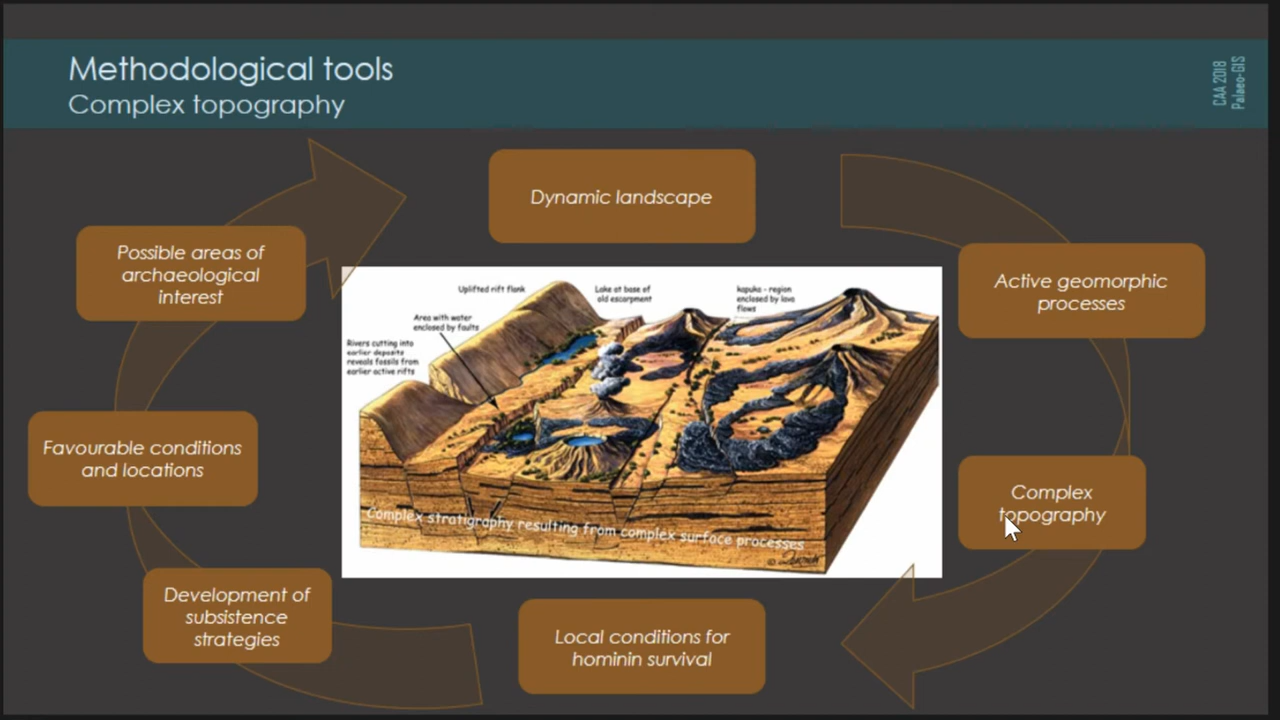 Methodological tools
Complex topography
CAA 2018
Palaeo-GIS
Dynamic landscape
Active geomorphic
processes
Complex
topography
Local conditions for
hominin survival
Development of
subsistence
strategies
Favourable conditions
and locations
Possible areas of
archaeological
interest
Uplifted rift flank
Lake at base of
old escarpment
kapuka - region
enclosed by lava
flows
Area with water
enclosed by faults
Rivers cutting into
earlier deposits
reveals fossils from
earlier active rifts
Complex stratigraphy resulting from complex surface processes